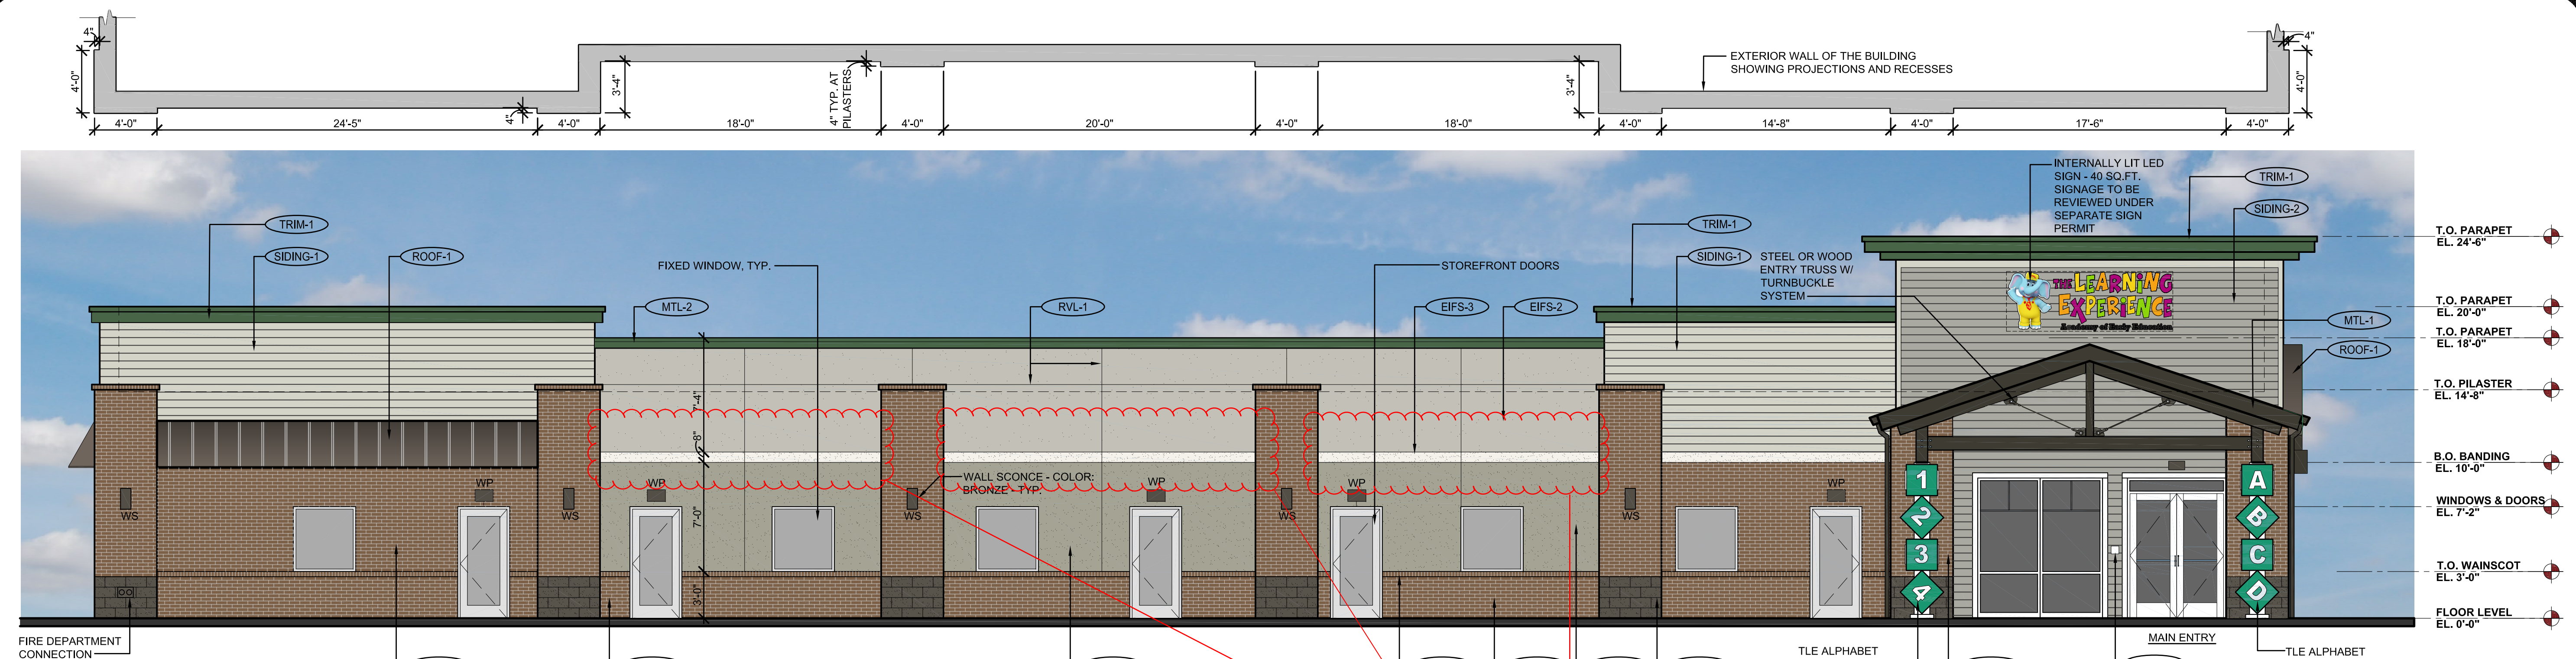 4"
4'-0"
4'-0"
24'-5"
4"
4'-0"
3'-4"
18'-0"
4" TYP. AT
PILASTERS
4'-0"
20'-0"
4'-0"
18'-0"
3'-4"
4'-0"
14'-8"
4'-0"
17'-6"
4'-0"
4'-0"
4"
EXTERIOR WALL OF THE BUILDING
SHOWING PROJECTIONS AND RECESSES
TRIM-1
SIDING-1
ROOF-1
FIXED WINDOW, TYP.
MTL-2
RVL-1
STOREFRONT DOORS
EIFS-3
EIFS-2
TRIM-1
SIDING-1
STEEL OR WOOD
ENTRY TRUSS W/
TURNBUCKLE
SYSTEM
INTERNALLY LIT LED
SIGN - 40 SQ.FT.
SIGNAGE TO BE
REVIEWED UNDER
SEPARATE SIGN
PERMIT
TRIM-1
SIDING-2
MTL-1
ROOF-1
THE LEARNING
EXPERIENCE
Academy of Early Education
T.O. PARAPET
EL. 24'-6"
T.O. PARAPET
EL. 20'-0"
T.O. PARAPET
EL. 18'-0"
T.O. PILASTER
EL. 14'-8"
B.O. BANDING
EL. 10'-0"
WINDOWS & DOORS
EL. 7'-2"
T.O. WAINSCOT
EL. 3'-0"
FLOOR LEVEL
EL. 0'-0"
7'-4"
8"
7'-0"
3'-0"
WALL SCONCE - COLOR:
BRONZE - TYP.
WS
WP
WS
WP
WS
WP
WS
WP
WS
WP
1
2
3
4
A
B
C
D
FIRE DEPARTMENT
CONNECTION
MAIN ENTRY
TLE ALPHABET
TLE ALPHABET